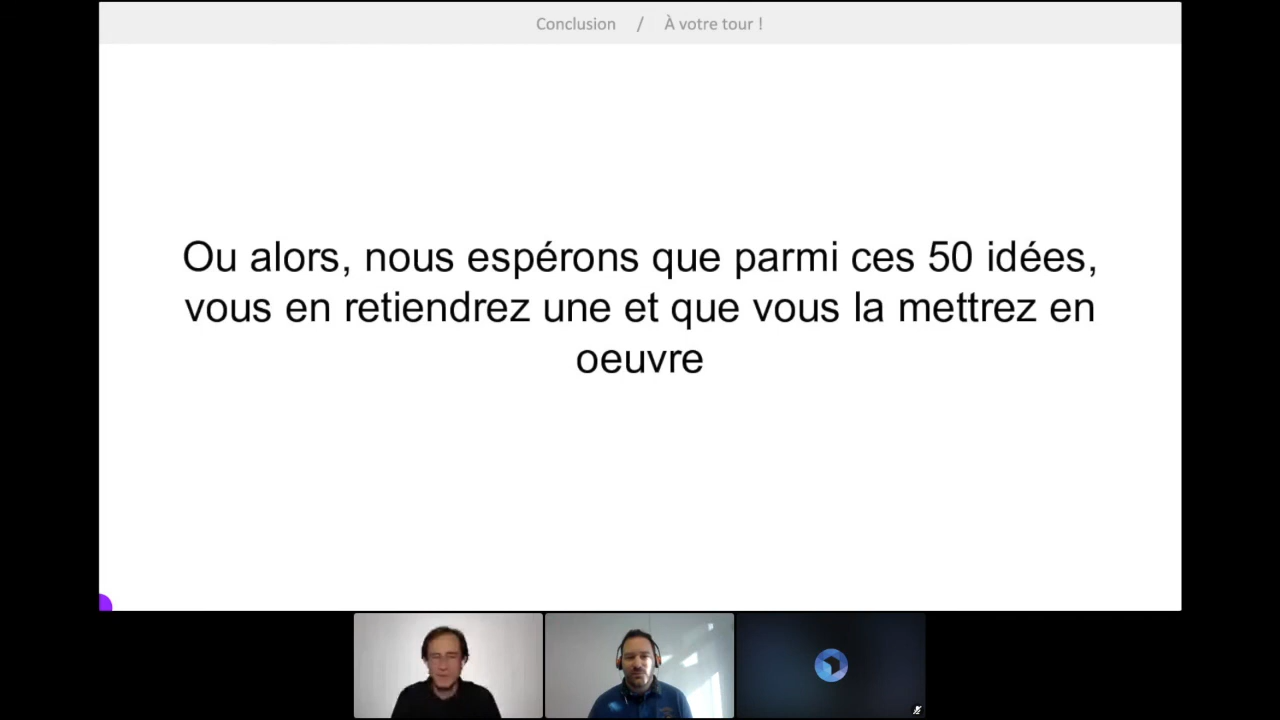 Conclusion / À votre tour !
Ou alors, nous espérons que parmi ces 50 idées,
vous en retiendrez une et que vous la mettrez en
oeuvre